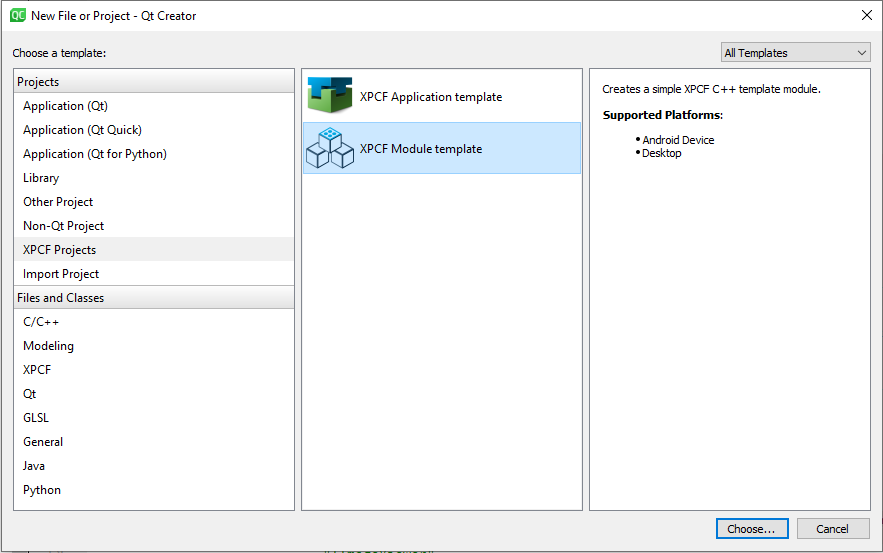 QC New File or Project - Qt Creator
Choose a template:
All Templates
Projects
Application (Qt)
Application (Qt Quick)
Application (Qt for Python)
Library
Other Project
Non-Qt Project
XPCF Projects
Import Project
Files and Classes
C/C++
Modeling
XPCF
Qt
GLSL
General
Java
Python
XPCF Application template
XPCF Module template
Creates a simple XPCF C++ template module.
Supported Platforms:
• Android Device
• Desktop
Choose...
Cancel